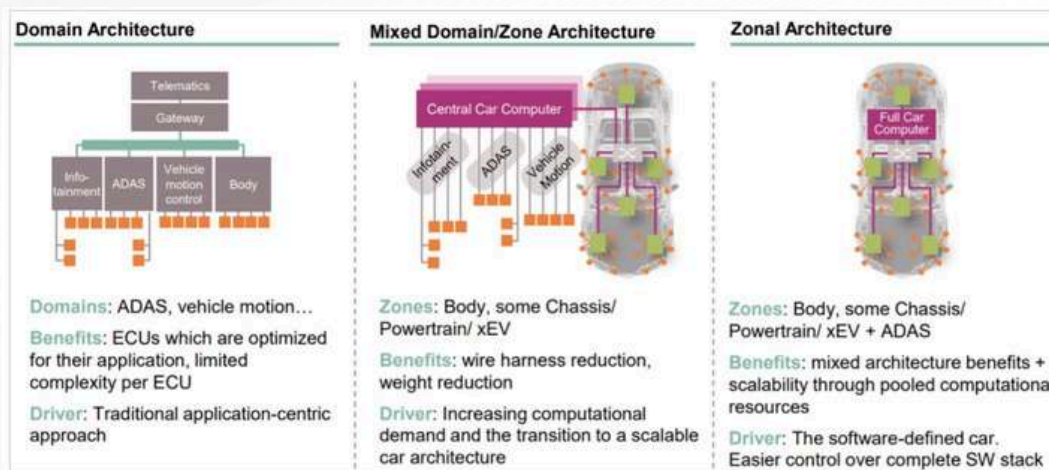 Domain Architecture
Telematics
Gateway
Info-
tainment
ADAS
Vehicle
motion
control
Body
Domains: ADAS, vehicle motion…
Benefits: ECUs which are optimized
for their application, limited
complexity per ECU
Driver: Traditional application-centric
approach
Mixed Domain/Zone Architecture
Central Car Computer
Infotain-
ment
ADAS
Vehicle
Motion
Zones: Body, some Chassis/
Powertrain/ xEV
Benefits: wire harness reduction,
weight reduction
Driver: Increasing computational
demand and the transition to a scalable
car architecture
Zonal Architecture
Full Car
Computer
Zones: Body, some Chassis/
Powertrain/ xEV + ADAS
Benefits: mixed architecture benefits +
scalability through pooled computational
resources
Driver: The software-defined car.
Easier control over complete SW stack